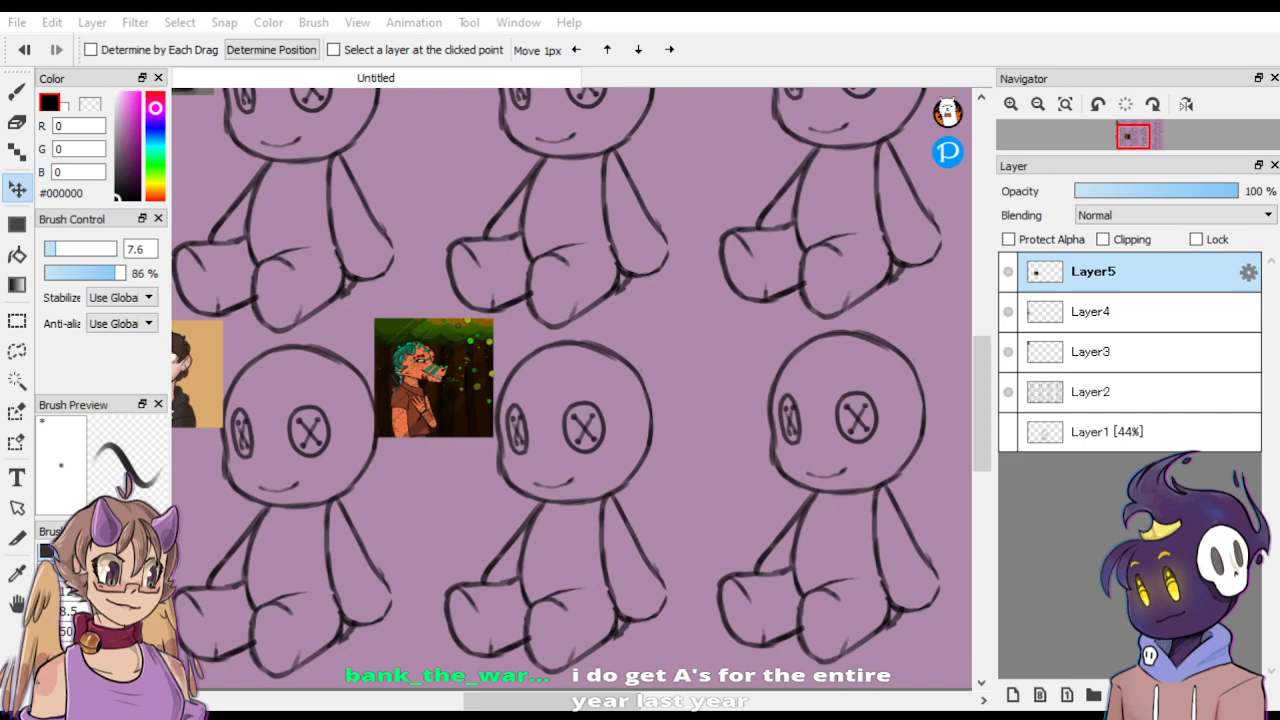 File Edit Layer Filter Select Snap Color Brush View Animation Tool Window Help
Determine by Each Drag Determine Position Select a layer at the clicked point Move 1px
Color
Untitled
Navigator
R 0
G 0
B 0
#000000
Layer
Opacity 100 %
Blending Normal
Protect Alpha Clipping Lock
Brush Control
7.6
86 %
Stabilize Use Globa
Anti-alia Use Globa
Layer5
Layer4
Layer3
Layer2
Layer1 [44%]
Brush Preview
bank_the_war... i do get A's for the entire
year last year